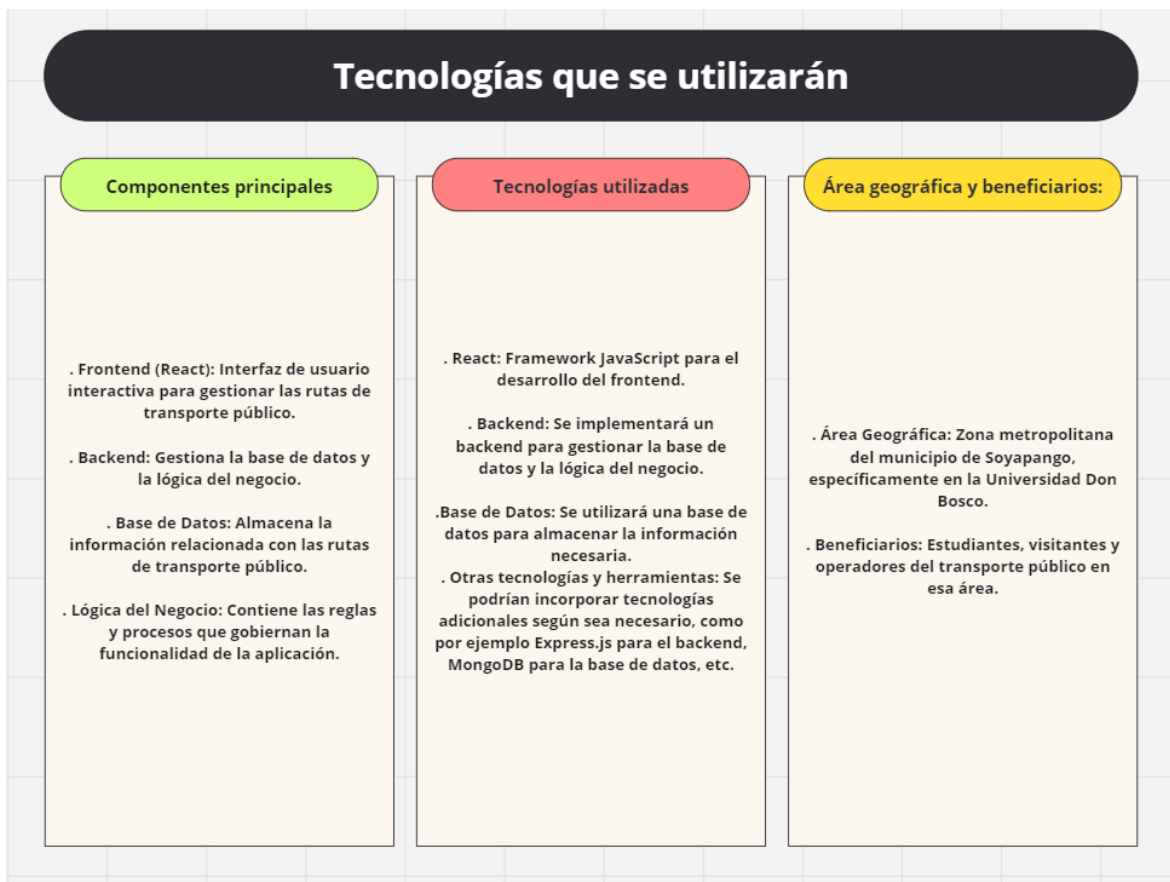 Tecnologías que se utilizarán
Componentes principales
. Frontend (React): Interfaz de usuario
interactiva para gestionar las rutas de
transporte público.
. Backend: Gestiona la base de datos y
la lógica del negocio.
. Base de Datos: Almacena la
información relacionada con las rutas
de transporte público.
. Lógica del Negocio: Contiene las reglas
y procesos que gobiernan la
funcionalidad de la aplicación.
Tecnologías utilizadas
. React: Framework JavaScript para el
desarrollo del frontend.
. Backend: Se implementará un
backend para gestionar la base de
datos y la lógica del negocio.
.Base de Datos: Se utilizará una base de
datos para almacenar la información
necesaria.
. Otras tecnologías y herramientas: Se
podrían incorporar tecnologías
adicionales según sea necesario, como
por ejemplo Express.js para el backend,
MongoDB para la base de datos, etc.
Área geográfica y beneficiarios:
. Área Geográfica: Zona metropolitana
del municipio de Soyapango,
específicamente en la Universidad Don
Bosco.
. Beneficiarios: Estudiantes, visitantes y
operadores del transporte público en
esa área.